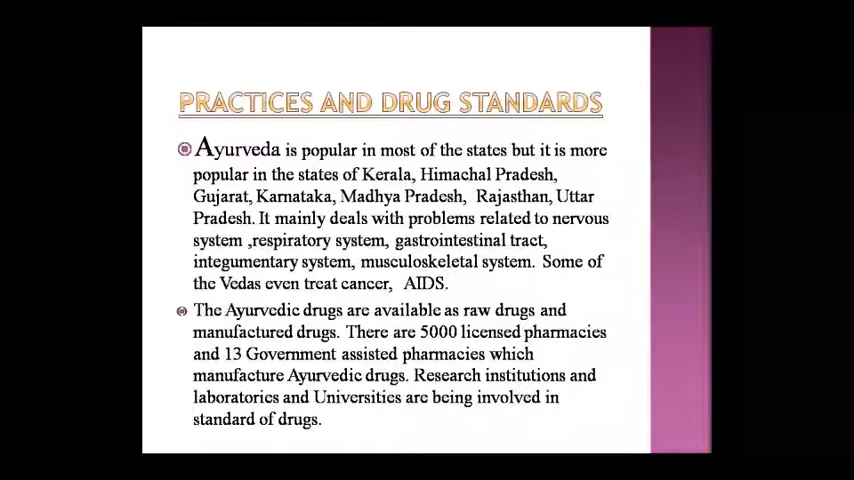 PRACTICES AND DRUG STANDARDS
Ayurveda is popular in most of the states but it is more
popular in the states of Kerala, Himachal Pradesh,
Gujarat, Karnataka, Madhya Pradesh, Rajasthan, Uttar
Pradesh. It mainly deals with problems related to nervous
system ,respiratory system, gastrointestinal tract,
integumentary system, musculoskeletal system. Some of
the Vedas even treat cancer, AIDS.
The Ayurvedic drugs are available as raw drugs and
manufactured drugs. There are 5000 licensed pharmacies
and 13 Government assisted pharmacies which
manufacture Ayurvedic drugs. Research institutions and
laboratories and Universities are being involved in
standard of drugs.